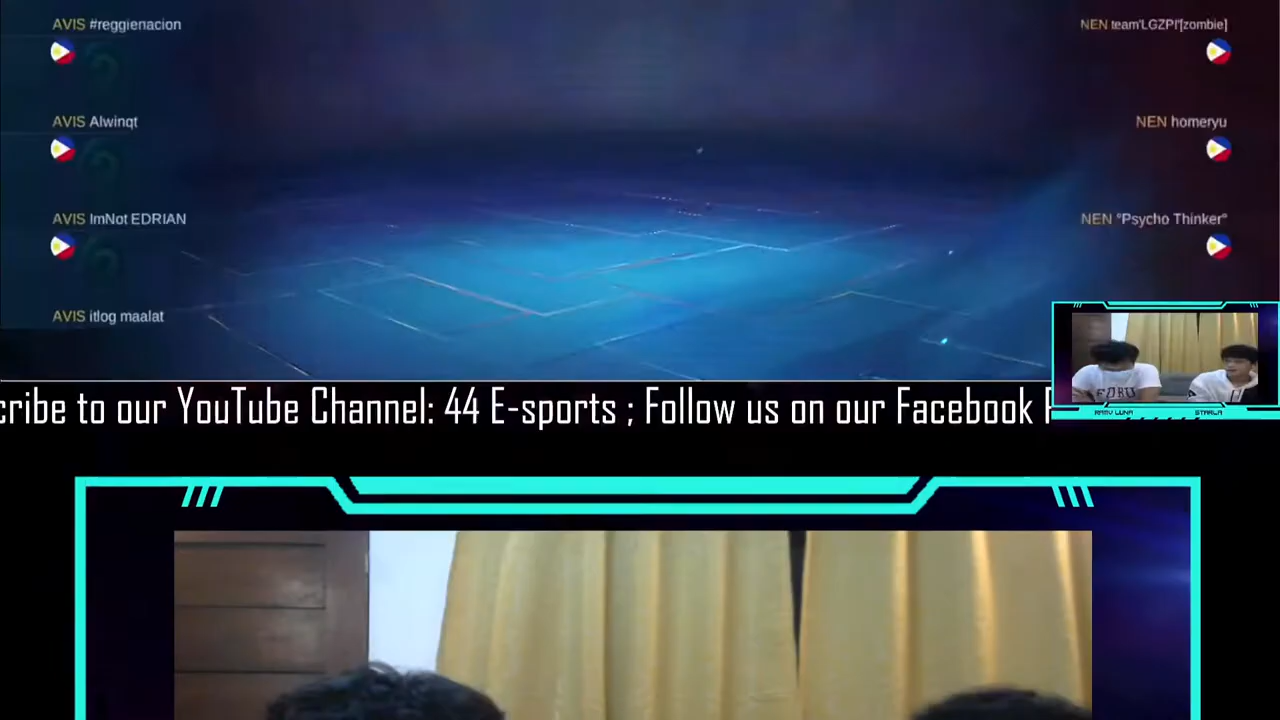 AVIS #reggienacion
NEN team'LGZPI'[zombie]
AVIS Alwinqt
NEN homeryu
AVIS ImNot EDRIAN
NEN °Psycho Thinker°
AVIS itlog maalat
cribe to our YouTube Channel: 44 E-sports ; Follow us on our Facebook
STARLA